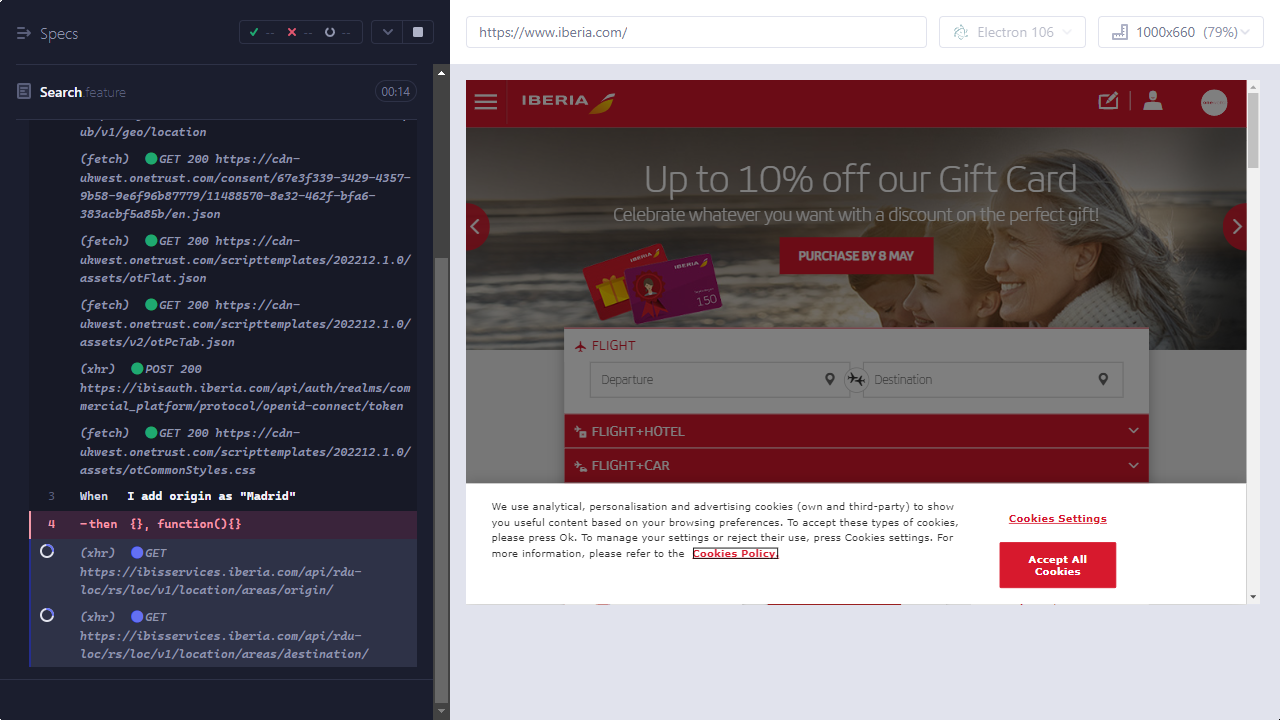 Specs
--
--
--
https://www.iberia.com/
Electron 106
1000x660 (79%)
Search.feature
00:14
ub/v1/geo/location
(fetch) GET 200 https://cdn-
ukwest.onetrust.com/consent/67e3f339-3429-4357-
9b58-9e6f96b87779/11488570-8e32-462f-bfa6-
383acbf5a85b/en.json
(fetch) GET 200 https://cdn-
ukwest.onetrust.com/scripttemplates/202212.1.0/
assets/otFlat.json
(fetch) GET 200 https://cdn-
ukwest.onetrust.com/scripttemplates/202212.1.0/
assets/v2/otPcTab.json
(xhr) POST 200
https://ibisauth.iberia.com/api/auth/realms/com
mercial_platform/protocol/openid-connect/token
(fetch) GET 200 https://cdn-
ukwest.onetrust.com/scripttemplates/202212.1.0/
assets/otCommonStyles.css
3 When I add origin as "Madrid"
4 -then {}, function(){}
(xhr) GET
https://ibisservices.iberia.com/api/rdu-
loc/rs/loc/v1/location/areas/origin/
(xhr) GET
https://ibisservices.iberia.com/api/rdu-
loc/rs/loc/v1/location/areas/destination/
IBERIA
Up to 10% off our Gift Card
Celebrate whatever you want with a discount on the perfect gift!
PURCHASE BY 8 MAY
IBERIA
IBERIA
150
FLIGHT
Departure
Destination
FLIGHT+HOTEL
FLIGHT+CAR
We use analytical, personalisation and advertising cookies (own and third-party) to show
you useful content based on your browsing preferences. To accept these types of cookies,
please press Ok. To manage your settings or reject their use, press Cookies settings. For
more information, please refer to the Cookies Policy.
Cookies Settings
Accept All
Cookies